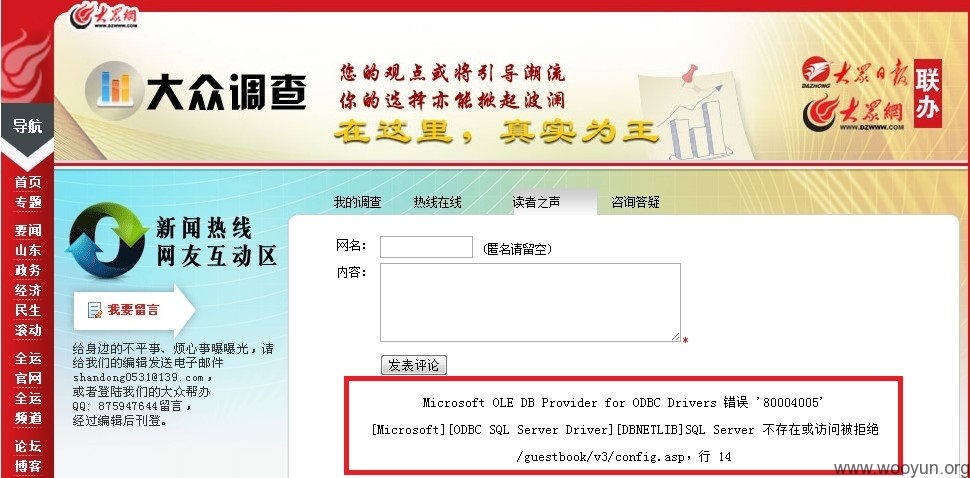 大眾網
WWW.DZWWW.COM
大众调查
您的观点或将引导潮流
你的选择亦能掀起波澜
在这里，真实为王
大眾日报
DAZHONG
大眾網
WWW.DZWWW.COM
联办
导航
首页
专题
要闻
山东
政务
经济
民生
滚动
全运
官网
全运
频道
论坛
博客
我的调查 热线在线 读者之声 咨询答疑
新闻热线
网友互动区
我要留言
给身边的不平事、烦心事曝曝光，请
给我们的编辑发送电子邮件
shandong0531@139.com，
或者登陆我们的大众帮办
QQ: 875947644留言，
经过编辑后刊登。
网名： （匿名请留空）
内容： *
发表评论
Microsoft OLE DB Provider for ODBC Drivers 错误 '80004005'
[Microsoft][ODBC SQL Server Driver][DBNETLIB]SQL Server 不存在或访问被拒绝
/guestbook/v3/config.asp，行 14
www.wooyun.org